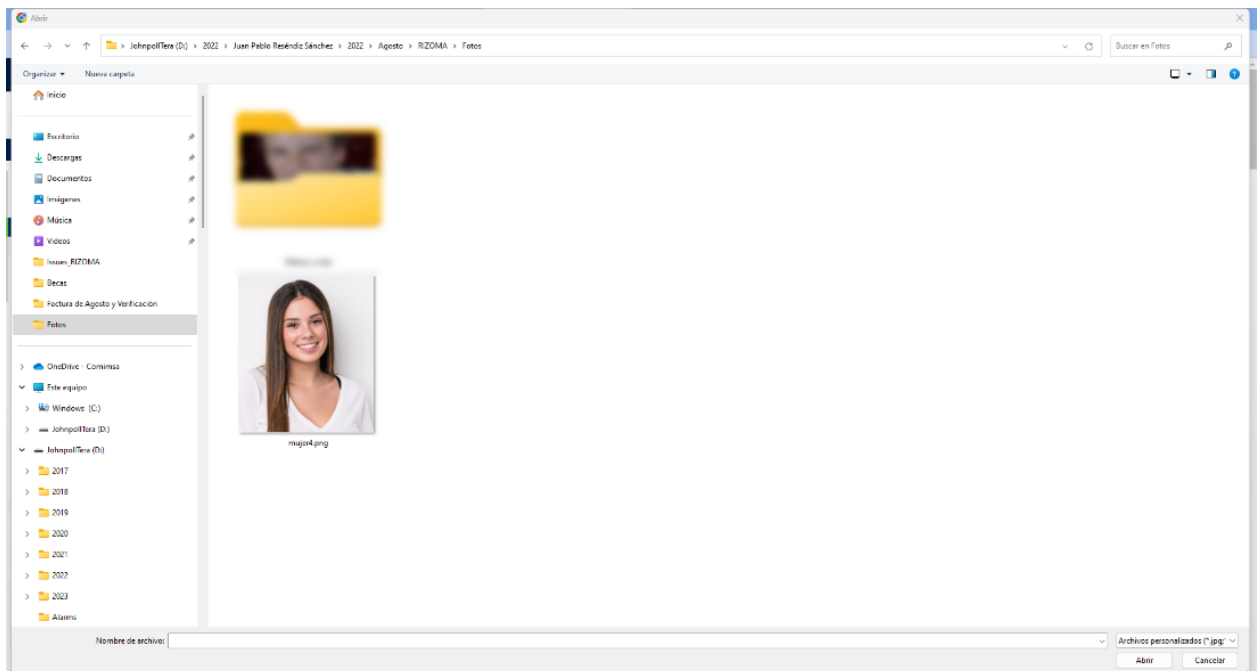 Abrir
JohnpollTera (D:) > 2022 > Juan Pablo Reséndiz Sánchez > 2022 > Agosto > RIZOMA > Fotos
Buscar en Fotos
Organizar
Nueva carpeta
Inicio
Escritorio
Descargas
Documentos
Imágenes
Música
Videos
Issues_RIZOMA
Becas
Factura de Agosto y Verificación
Fotos
OneDrive - Comimsa
Este equipo
Windows (C:)
JohnpollTera (D:)
JohnpollTera (D:)
2017
2018
2019
2020
2021
2022
2023
Alarms
mujer4.png
Nombre de archivo:
Archivos personalizados (*.jpg;*
Abrir
Cancelar